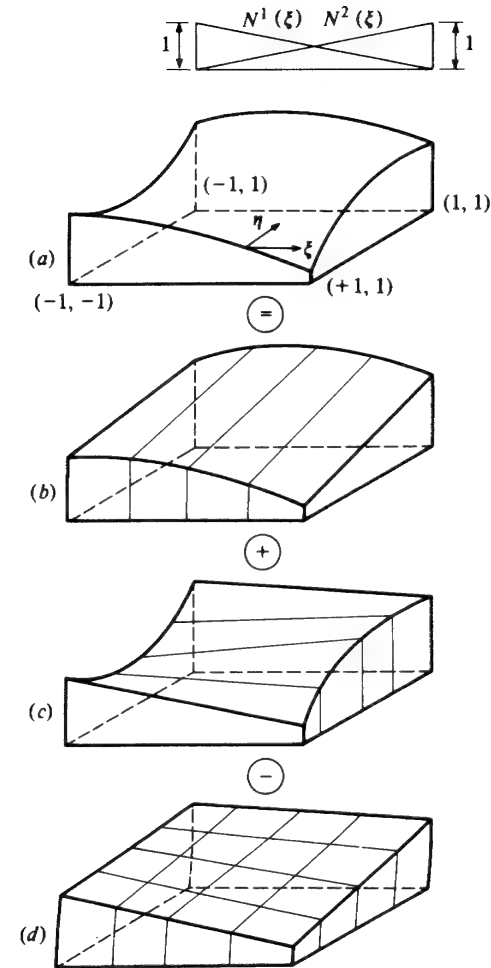 N¹(ξ) N²(ξ)
1 1
(-1, 1)
(1, 1)
η
ξ
(a)
(-1, -1)
(+1, 1)
=
(b)
+
(c)
−
(d)